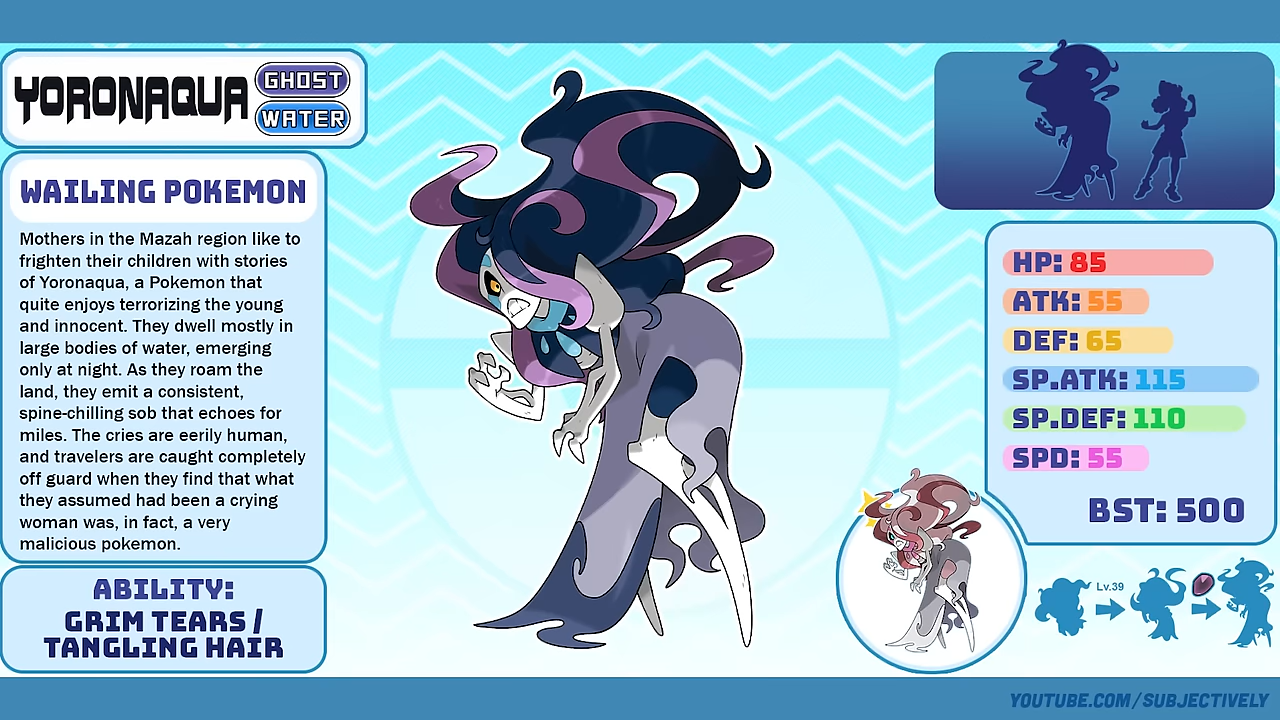 YORONAQUA
GHOST
WATER
WAILING POKEMON
Mothers in the Mazah region like to
frighten their children with stories
of Yoronaqua, a Pokemon that
quite enjoys terrorizing the young
and innocent. They dwell mostly in
large bodies of water, emerging
only at night. As they roam the
land, they emit a consistent,
spine-chilling sob that echoes for
miles. The cries are eerily human,
and travelers are caught completely
off guard when they find that what
they assumed had been a crying
woman was, in fact, a very
malicious pokemon.
ABILITY:
GRIM TEARS /
TANGLING HAIR
HP: 85
ATK: 55
DEF: 65
SP.ATK: 115
SP.DEF: 110
SPD: 55
BST: 500
Lv.39
YOUTUBE.COM/SUBJECTIVELY